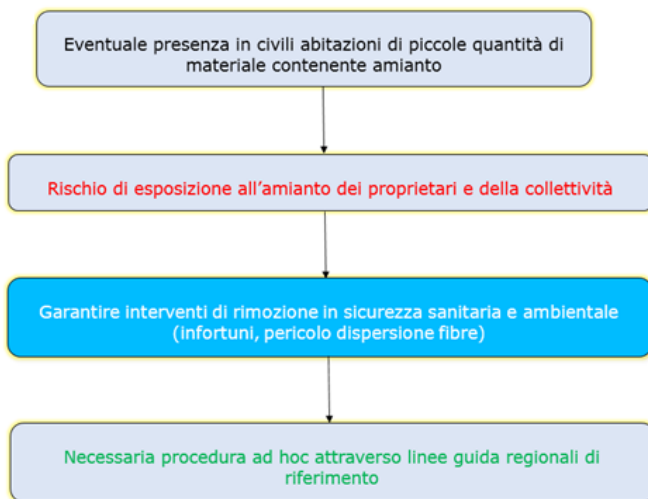 Eventuale presenza in civili abitazioni di piccole quantità di
materiale contenente amianto
Rischio di esposizione all'amianto dei proprietari e della collettività
Garantire interventi di rimozione in sicurezza sanitaria e ambientale
(infortuni, pericolo dispersione fibre)
Necessaria procedura ad hoc attraverso linee guida regionali di
riferimento